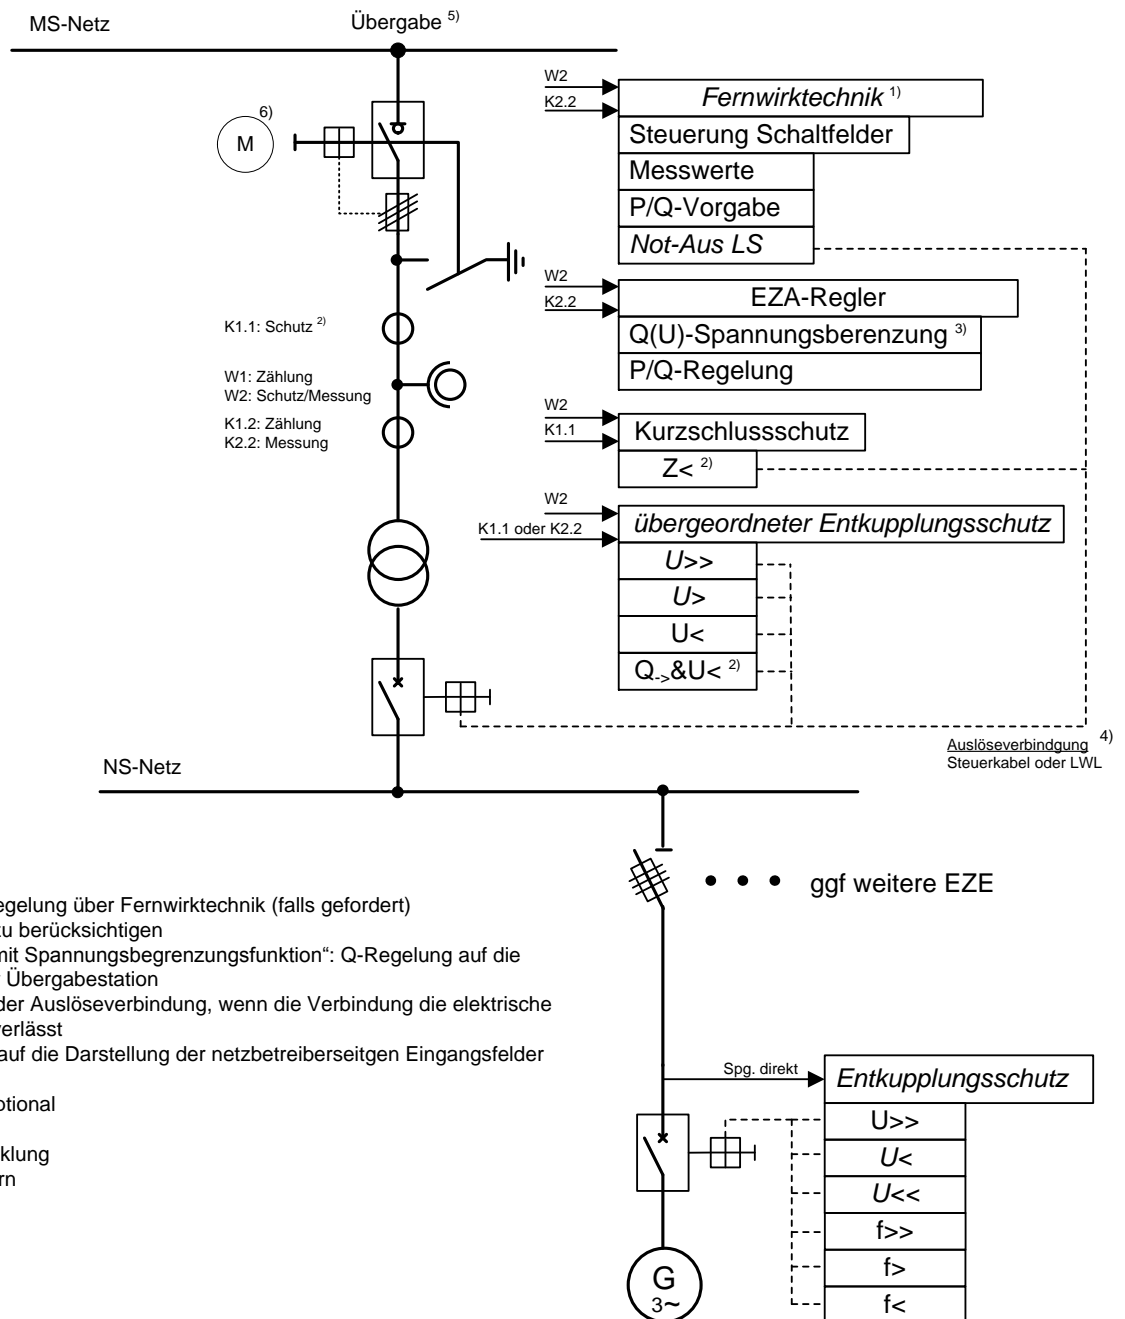 MS-Netz
Übergabe 5)
6)
M
W2
K2.2
Fernwirktechnik 1)
Steuerung Schaltfelder
Messwerte
P/Q-Vorgabe
Not-Aus LS
W2
K2.2
EZA-Regler
Q(U)-Spannungsberenzung 3)
P/Q-Regelung
K1.1: Schutz 2)
W1: Zählung
W2: Schutz/Messung
K1.2: Zählung
K2.2: Messung
W2
K1.1
Kurzschlussschutz
Z< 2)
W2
K1.1 oder K2.2
übergeordneter Entkupplungsschutz
U>>
U>
U<
Q->&U< 2)
Auslöseverbindgung 4)
Steuerkabel oder LWL
NS-Netz
ggf weitere EZE
egelung über Fernwirktechnik (falls gefordert)
zu berücksichtigen
mit Spannungsbegrenzungsfunktion“: Q-Regelung auf die
Übergabestation
der Auslöseverbindung, wenn die Verbindung die elektrische
verlässt
auf die Darstellung der netzbetreiberseitgen Eingangsfelder
otional
klung
rn
Spg. direkt
Entkupplungsschutz
U>>
U<
U<<
f>>
f>
f<
G
3~